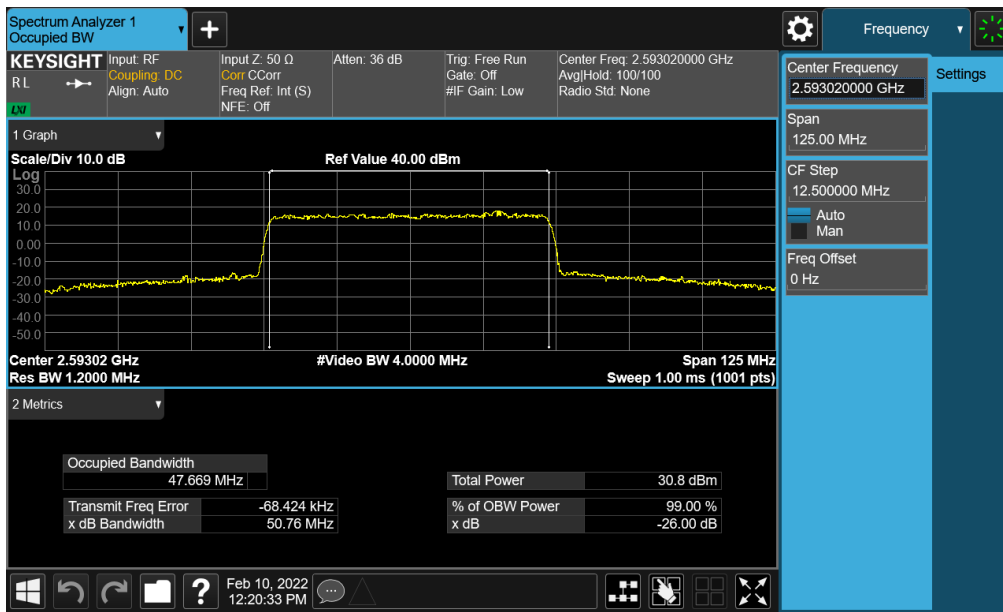 Spectrum Analyzer 1
Occupied BW
Frequency
KEYSIGHT
R L
LXI
Input: RF
Coupling: DC
Align: Auto
Input Z: 50 Ω
Corr CCorr
Freq Ref: Int (S)
NFE: Off
Atten: 36 dB
Trig: Free Run
Gate: Off
#IF Gain: Low
Center Freq: 2.593020000 GHz
Avg|Hold: 100/100
Radio Std: None
Center Frequency
2.593020000 GHz
Settings
Span
125.00 MHz
CF Step
12.500000 MHz
Auto
Man
Freq Offset
0 Hz
1 Graph
Scale/Div 10.0 dB
Ref Value 40.00 dBm
Log
30.0
20.0
10.0
0.00
-10.0
-20.0
-30.0
-40.0
-50.0
Center 2.59302 GHz
#Video BW 4.0000 MHz
Span 125 MHz
Res BW 1.2000 MHz
Sweep 1.00 ms (1001 pts)
2 Metrics
Occupied Bandwidth
47.669 MHz
Total Power 30.8 dBm
Transmit Freq Error -68.424 kHz
% of OBW Power 99.00 %
x dB Bandwidth 50.76 MHz
x dB -26.00 dB
?
Feb 10, 2022
12:20:33 PM